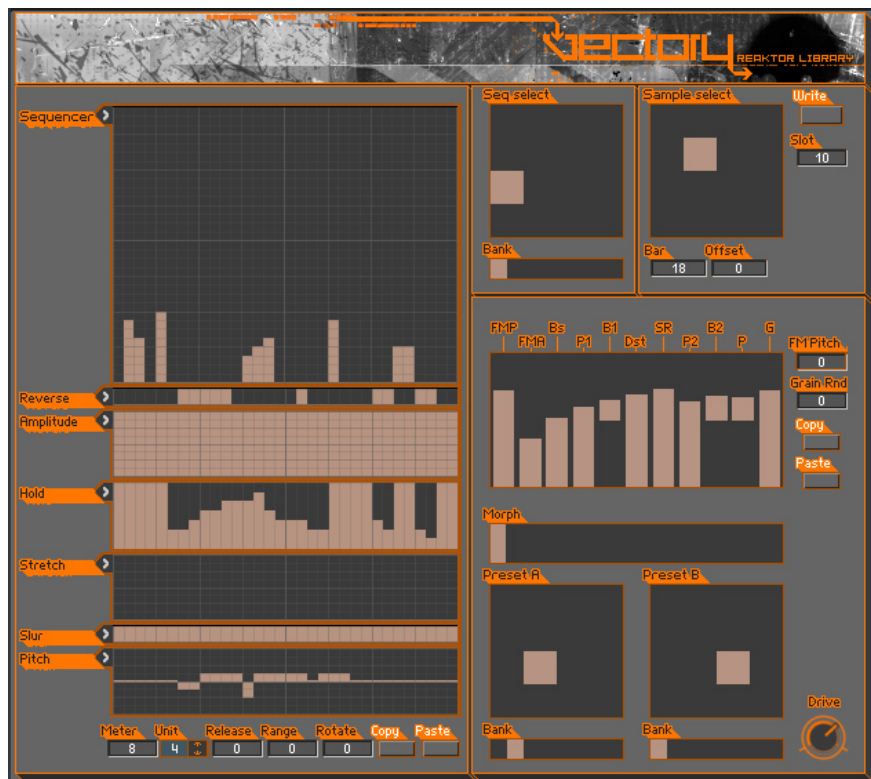 Vectory
REAKTOR LIBRARY
Sequencer
Reverse
Amplitude
Hold
Stretch
Slur
Pitch
Meter Unit Release Range Rotate Copy Paste
8 4 0 0 0
Seq select
Bank
Sample select
Write
Slot
10
Bar Offset
18 0
FMP Bs B1 SR B2 G
FMA P1 Dst P2 P
FM Pitch
0
Grain Rnd
0
Copy
Paste
Morph
Preset A Preset B
Drive
Bank Bank